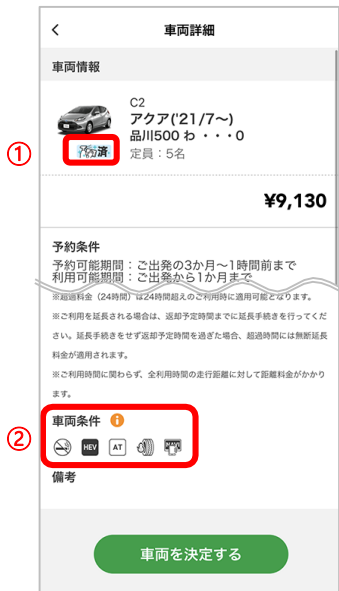 車両詳細
車両情報
①
C2
アクア('21/7～)
品川500 わ ・・・0
済
定員：5名
¥9,130
予約条件
予約可能期間：ご出発の3か月～1時間前まで
利用可能期間：ご出発から1か月まで
※超過料金（24時間）は24時間超えのご利用時に適用可能となります。
※ご利用を延長される場合は、返却予定時間までに延長手続きを行ってくだ
さい。延長手続きをせず返却予定時間を過ぎた場合、超過時間には無断延長
料金が適用されます。
※ご利用時間に関わらず、全利用時間の走行距離に対して距離料金がかかり
ます。
②
車両条件 i
HEV AT
備考
車両を決定する